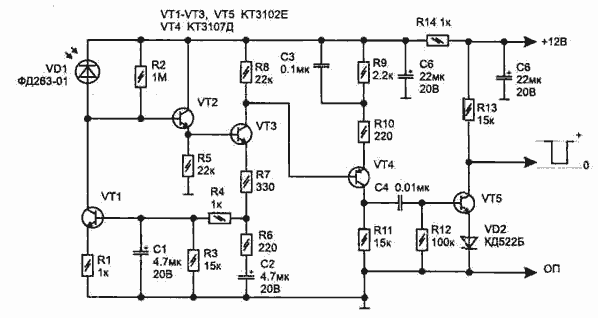 VT1-VT3, VT5 КТ3102Е
VT4 КТ3107Д
R14 1к
+12В
VD1
ФД263-01
R2
1М
R8
22к
C3
0.1мк
R9
2.2к
C6
22мк
20В
C6
22мк
20В
R13
15к
VT2
VT3
R10
220
+
0
R5
22к
R7
330
VT4
C4
0.01мк
VT5
VT1
R4
1к
R1
1к
C1
4.7мк
20В
R3
15к
R6
220
C2
4.7мк
20В
R11
15к
R12
100к
VD2
КД522Б
ОП